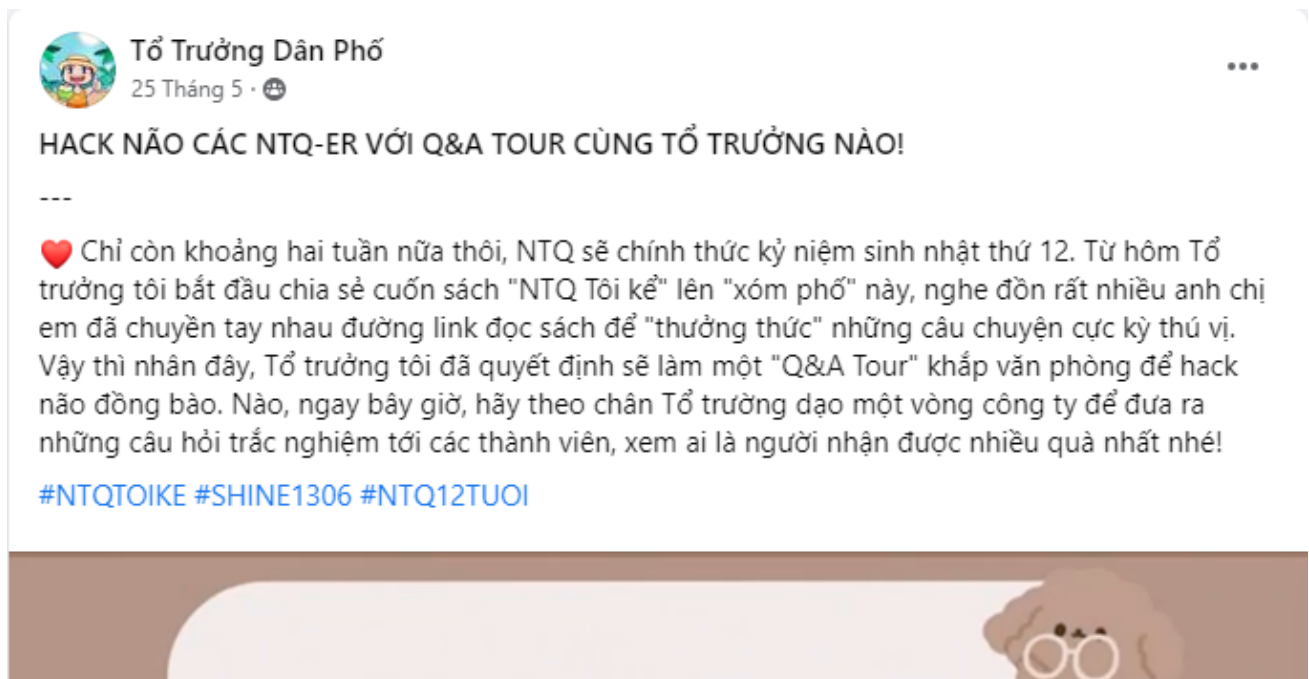 Tổ Trưởng Dân Phố
25 Tháng 5 ·
HACK NÃO CÁC NTQ-ER VỚI Q&A TOUR CÙNG TỔ TRƯỞNG NÀO!
---
❤️ Chỉ còn khoảng hai tuần nữa thôi, NTQ sẽ chính thức kỷ niệm sinh nhật thứ 12. Từ hôm Tổ
trưởng tôi bắt đầu chia sẻ cuốn sách "NTQ Tôi kể" lên "xóm phố" này, nghe đồn rất nhiều anh chị
em đã chuyền tay nhau đường link đọc sách để "thưởng thức" những câu chuyện cực kỳ thú vị.
Vậy thì nhân đây, Tổ trưởng tôi đã quyết định sẽ làm một "Q&A Tour" khắp văn phòng để hack
não đồng bào. Nào, ngay bây giờ, hãy theo chân Tổ trường dạo một vòng công ty để đưa ra
những câu hỏi trắc nghiệm tới các thành viên, xem ai là người nhận được nhiều quà nhất nhé!
#NTQTOIKE #SHINE1306 #NTQ12TUOI